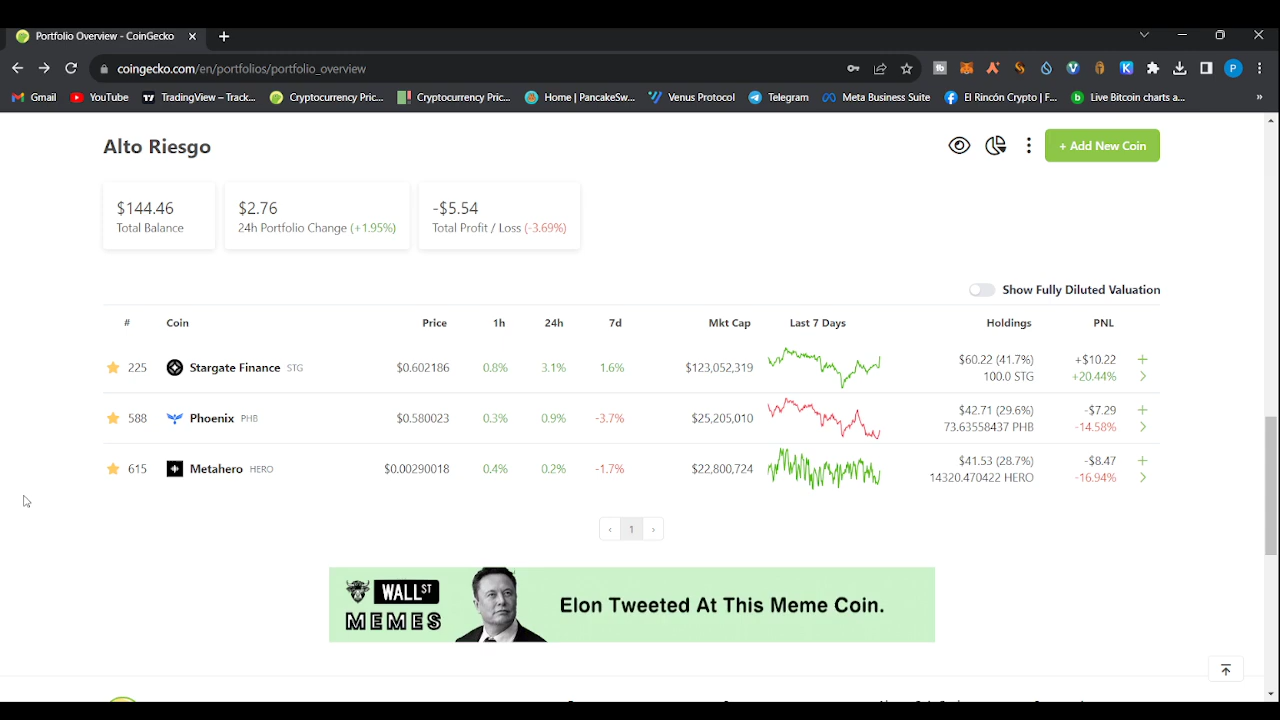 Portfolio Overview - CoinGecko
coingecko.com/en/portfolios/portfolio_overview
Gmail YouTube TradingView – Track... Cryptocurrency Pric... Cryptocurrency Pric... Home | PancakeSw... Venus Protocol Telegram Meta Business Suite El Rincón Crypto | F... Live Bitcoin charts a... »
Alto Riesgo
+ Add New Coin
$144.46 $2.76 -$5.54
Total Balance 24h Portfolio Change (+1.95%) Total Profit / Loss (-3.69%)
Show Fully Diluted Valuation
# Coin Price 1h 24h 7d Mkt Cap Last 7 Days Holdings PNL
225 Stargate Finance STG $0.602186 0.8% 3.1% 1.6% $123,052,319 $60.22 (41.7%) +$10.22
100.0 STG +20.44%
588 Phoenix PHB $0.580023 0.3% 0.9% -3.7% $25,205,010 $42.71 (29.6%) -$7.29
73.63558437 PHB -14.58%
615 Metahero HERO $0.00290018 0.4% 0.2% -1.7% $22,800,724 $41.53 (28.7%) -$8.47
14320.470422 HERO -16.94%
‹ 1 ›
WALL ST
MEMES
Elon Tweeted At This Meme Coin.